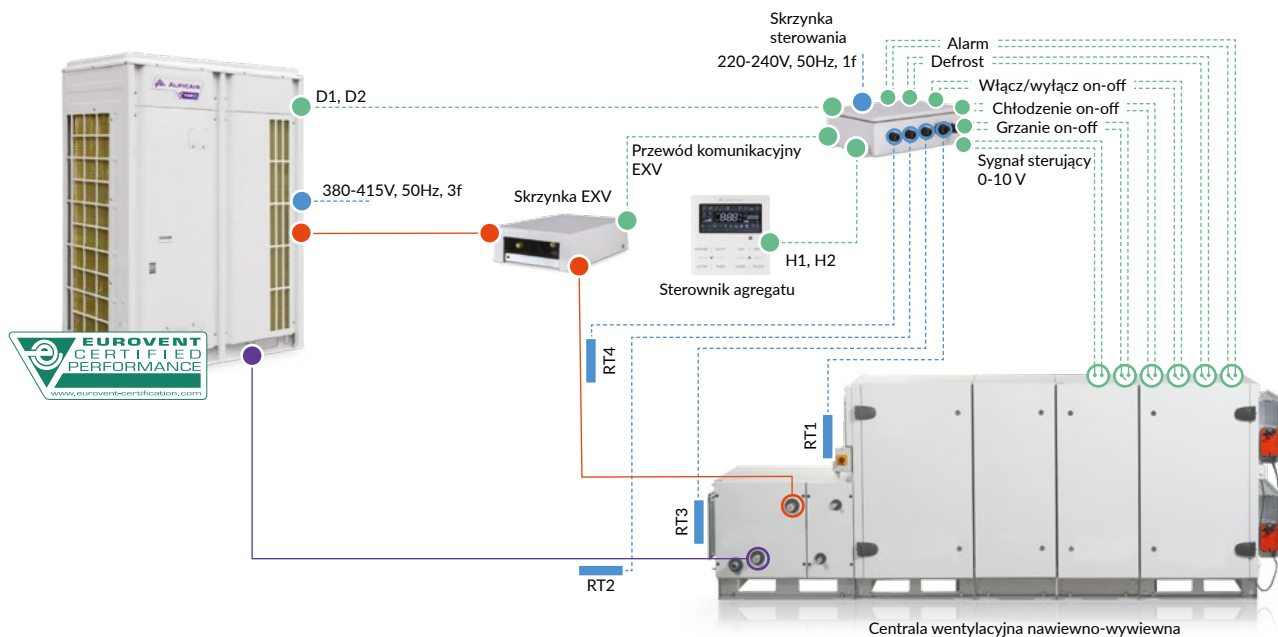 Skrzynka
sterowania
220-240V, 50Hz, 1f
Alarm
Defrost
Włącz/wyłącz on-off
Chłodzenie on-off
Grzanie on-off
Sygnał sterujący
0-10 V
ALPICAIR
D1, D2
Przewód komunikacyjny
EXV
380-415V, 50Hz, 3f
Skrzynka EXV
H1, H2
Sterownik agregatu
EUROVENT
CERTIFIED
PERFORMANCE
www.eurovent-certification.com
RT4
RT1
RT3
RT2
Centrala wentylacyjna nawiewno-wywiewna